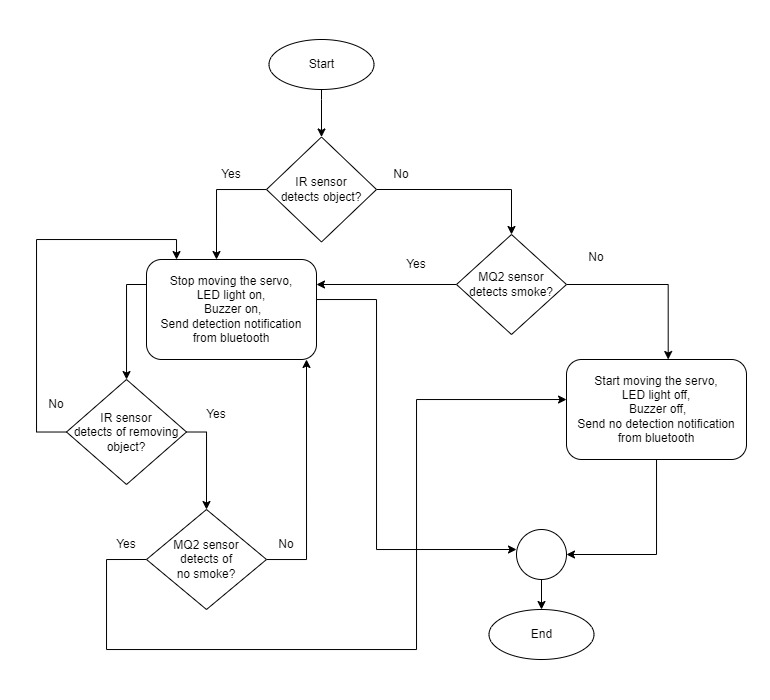 Start
IR sensor
detects object?
Yes
No
MQ2 sensor
detects smoke?
Yes
No
Stop moving the servo,
LED light on,
Buzzer on,
Send detection notification
from bluetooth
Start moving the servo,
LED light off,
Buzzer off,
Send no detection notification
from bluetooth
No
IR sensor
detects of removing
object?
Yes
Yes
MQ2 sensor
detects of
no smoke?
No
End